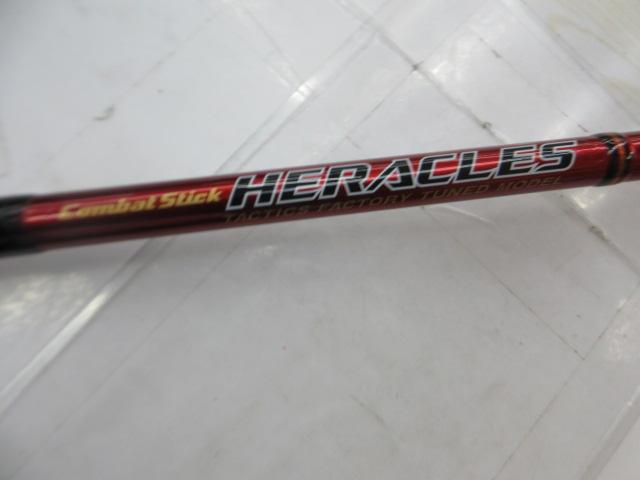 Combat Stick HERACLES
TACTICS FACTORY TUNED MODEL